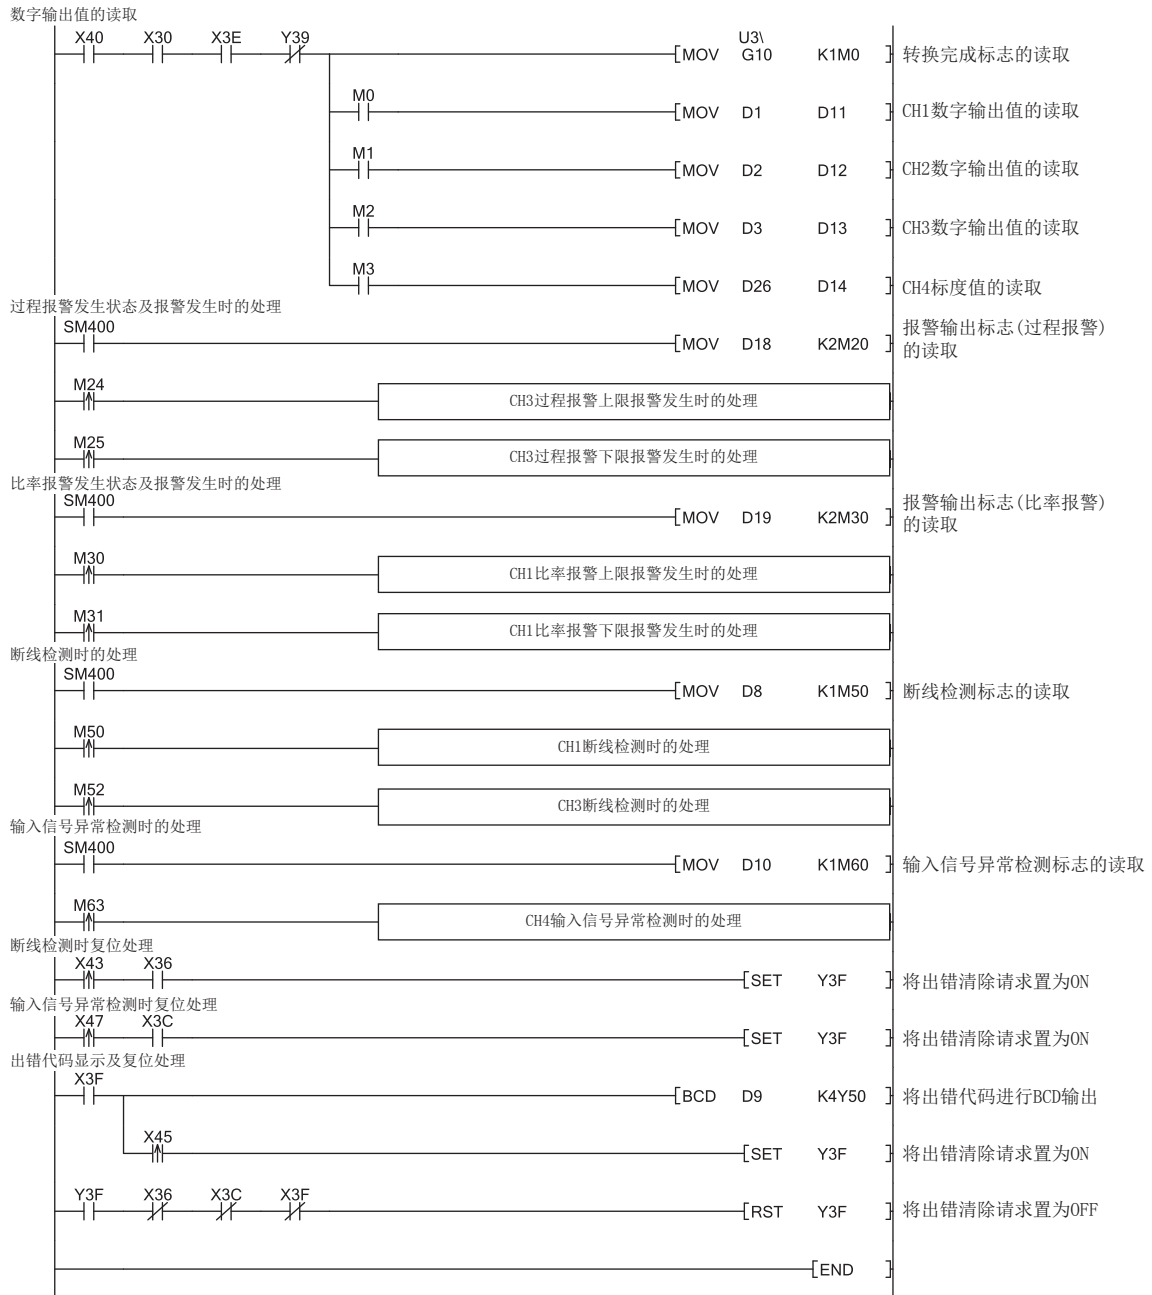 数字输出值的读取
X40 X30 X3E Y39 U3\
MOV G10 K1M0 转换完成标志的读取
M0
MOV D1 D11 CH1数字输出值的读取
M1
MOV D2 D12 CH2数字输出值的读取
M2
MOV D3 D13 CH3数字输出值的读取
M3
MOV D26 D14 CH4标度值的读取
过程报警发生状态及报警发生时的处理
SM400 报警输出标志(过程报警)
MOV D18 K2M20 的读取
M24
CH3过程报警上限报警发生时的处理
M25
CH3过程报警下限报警发生时的处理
比率报警发生状态及报警发生时的处理
SM400 报警输出标志(比率报警)
MOV D19 K2M30 的读取
M30
CH1比率报警上限报警发生时的处理
M31
CH1比率报警下限报警发生时的处理
断线检测时的处理
SM400
MOV D8 K1M50 断线检测标志的读取
M50
CH1断线检测时的处理
M52
CH3断线检测时的处理
输入信号异常检测时的处理
SM400
MOV D10 K1M60 输入信号异常检测标志的读取
M63
CH4输入信号异常检测时的处理
断线检测时复位处理
X43 X36
SET Y3F 将出错清除请求置为ON
输入信号异常检测时复位处理
X47 X3C
SET Y3F 将出错清除请求置为ON
出错代码显示及复位处理
X3F
BCD D9 K4Y50 将出错代码进行BCD输出
X45
SET Y3F 将出错清除请求置为ON
Y3F X36 X3C X3F
RST Y3F 将出错清除请求置为OFF
END